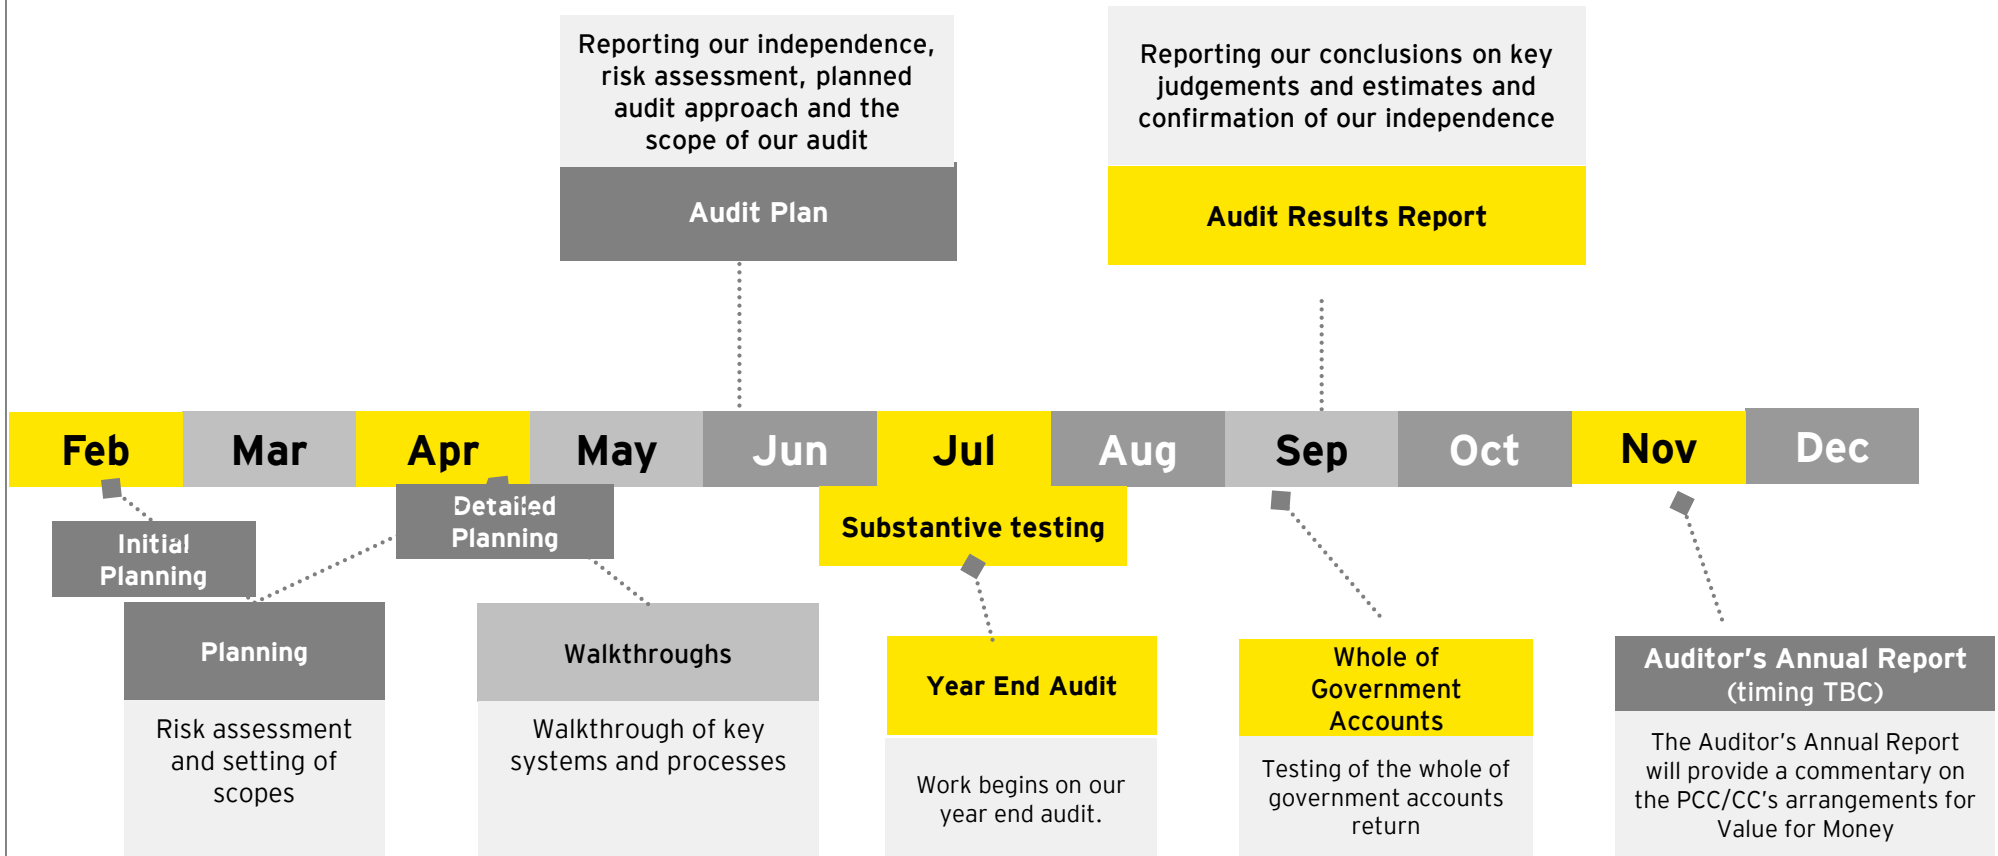 Reporting our independence,
risk assessment, planned
audit approach and the
scope of our audit
Audit Plan
Reporting our conclusions on key
judgements and estimates and
confirmation of our independence
Audit Results Report
Feb
Mar
Apr
May
Jun
Jul
Aug
Sep
Oct
Nov
Dec
Initial
Planning
Detailed
Planning
Substantive testing
Planning
Risk assessment
and setting of
scopes
Walkthroughs
Walkthrough of key
systems and processes
Year End Audit
Work begins on our
year end audit.
Whole of
Government
Accounts
Testing of the whole of
government accounts
return
Auditor’s Annual Report
(timing TBC)
The Auditor’s Annual Report
will provide a commentary on
the PCC/CC’s arrangements for
Value for Money